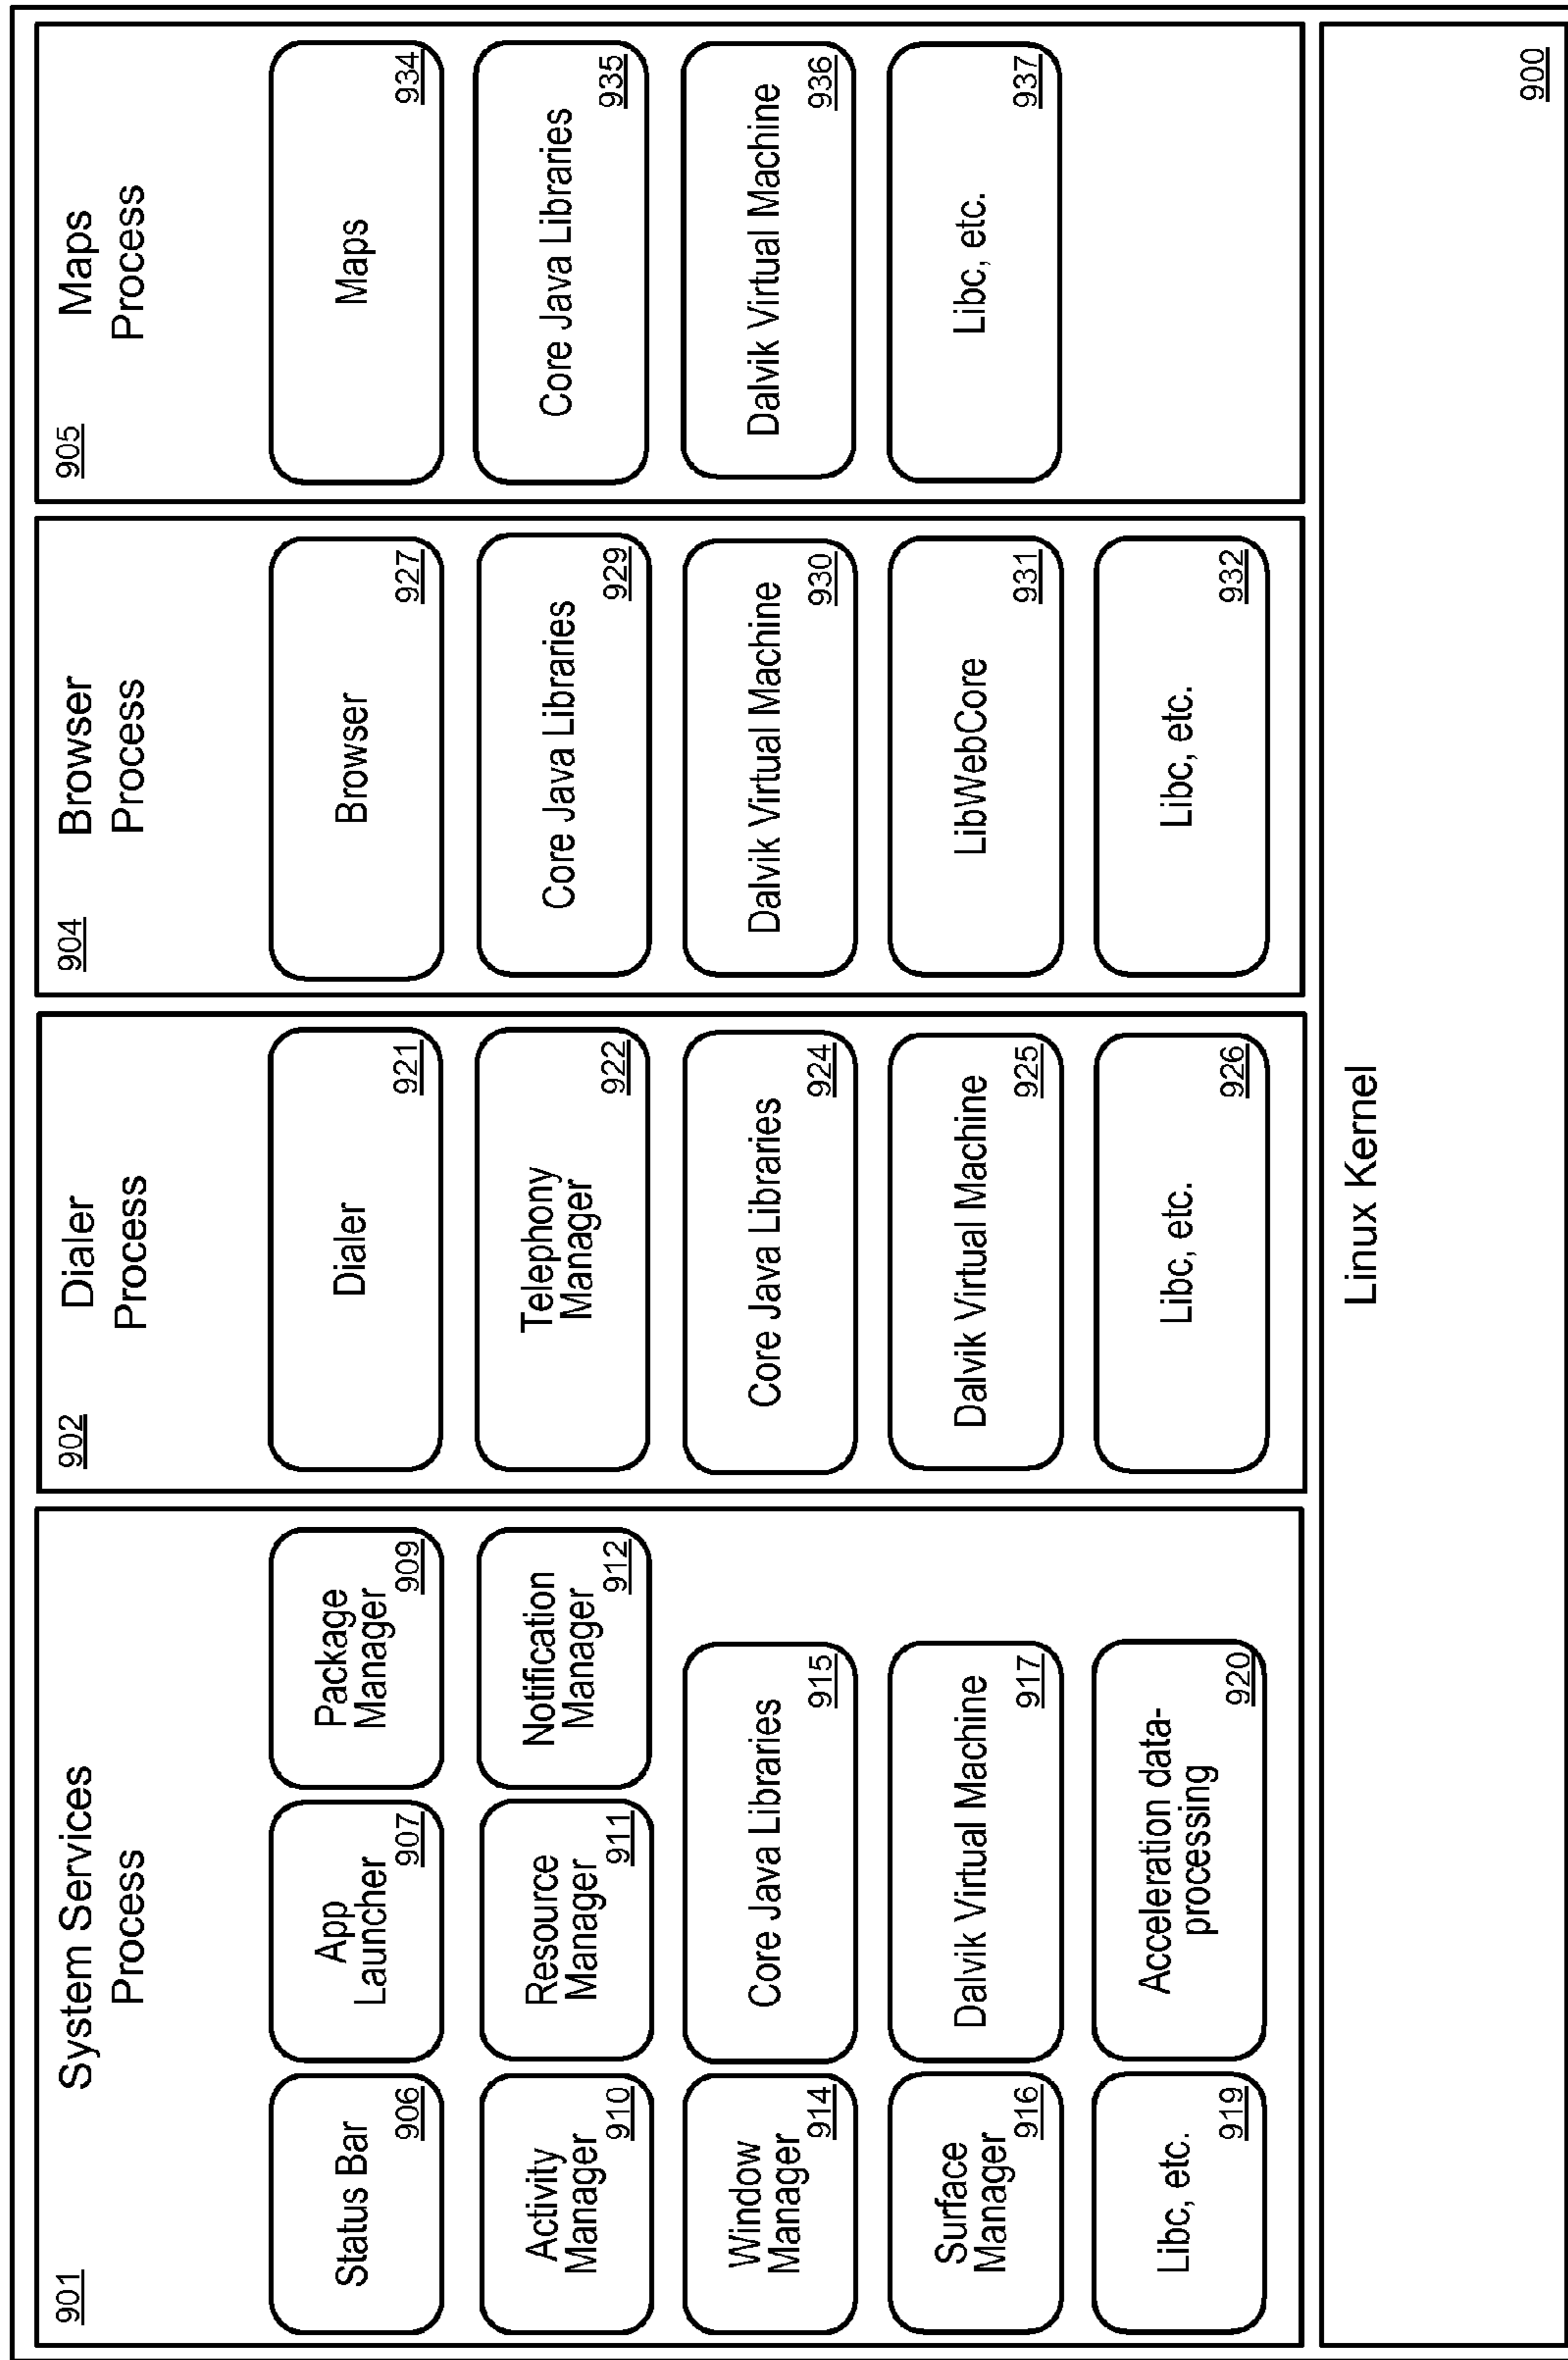 901
System Services
Process
Status Bar
906
App
Launcher
907
Package
Manager
909
Activity
Manager
910
Resource
Manager
911
Notification
Manager
912
Window
Manager
914
Core Java Libraries
915
Surface
Manager
916
Dalvik Virtual Machine
917
Libc, etc.
919
Acceleration data-
processing
920
902
Dialer
Process
Dialer
921
Telephony
Manager
922
Core Java Libraries
924
Dalvik Virtual Machine
925
Libc, etc.
926
904
Browser
Process
Browser
927
Core Java Libraries
929
Dalvik Virtual Machine
930
LibWebCore
931
Libc, etc.
932
905
Maps
Process
Maps
934
Core Java Libraries
935
Dalvik Virtual Machine
936
Libc, etc.
937
Linux Kernel
900